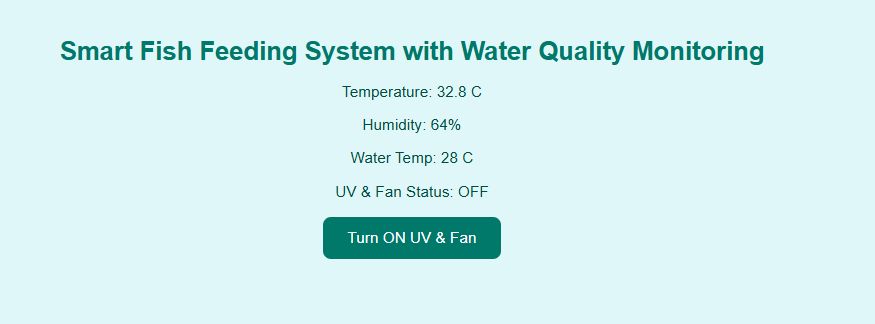 Smart Fish Feeding System with Water Quality Monitoring
Temperature: 32.8 C
Humidity: 64%
Water Temp: 28 C
UV & Fan Status: OFF
Turn ON UV & Fan